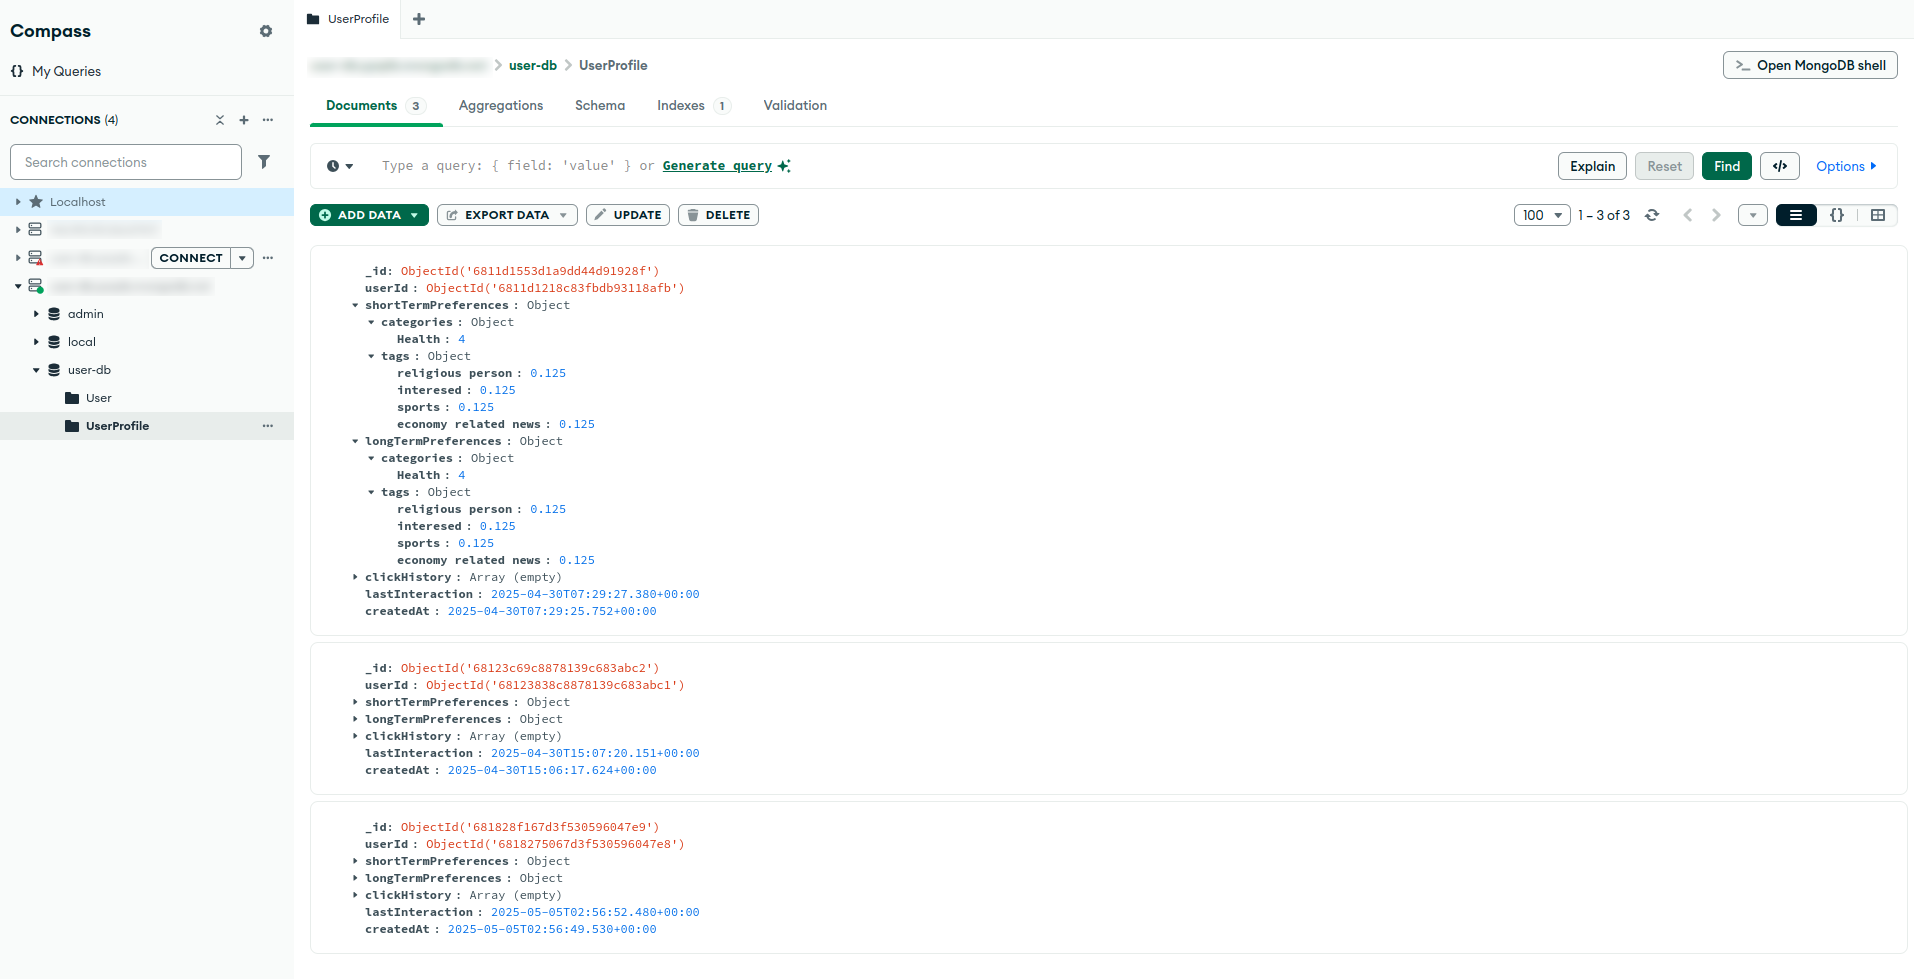 Compass
My Queries
CONNECTIONS (4)
Search connections
Localhost
CONNECT
admin
local
user-db
User
UserProfile
UserProfile
user-db > UserProfile
>_ Open MongoDB shell
Documents 3 Aggregations Schema Indexes 1 Validation
Type a query: { field: 'value' } or Generate query
Explain Reset Find </> Options
ADD DATA EXPORT DATA UPDATE DELETE
100 1 – 3 of 3 {}
_id: ObjectId('6811d1553d1a9dd44d91928f')
userId : ObjectId('6811d1218c83fbdb93118afb')
shortTermPreferences : Object
categories : Object
Health : 4
tags : Object
religious person : 0.125
interesed : 0.125
sports : 0.125
economy related news : 0.125
longTermPreferences : Object
categories : Object
Health : 4
tags : Object
religious person : 0.125
interesed : 0.125
sports : 0.125
economy related news : 0.125
clickHistory : Array (empty)
lastInteraction : 2025-04-30T07:29:27.380+00:00
createdAt : 2025-04-30T07:29:25.752+00:00
_id: ObjectId('68123c69c8878139c683abc2')
userId : ObjectId('68123838c8878139c683abc1')
shortTermPreferences : Object
longTermPreferences : Object
clickHistory : Array (empty)
lastInteraction : 2025-04-30T15:07:20.151+00:00
createdAt : 2025-04-30T15:06:17.624+00:00
_id: ObjectId('681828f167d3f530596047e9')
userId : ObjectId('6818275067d3f530596047e8')
shortTermPreferences : Object
longTermPreferences : Object
clickHistory : Array (empty)
lastInteraction : 2025-05-05T02:56:52.480+00:00
createdAt : 2025-05-05T02:56:49.530+00:00